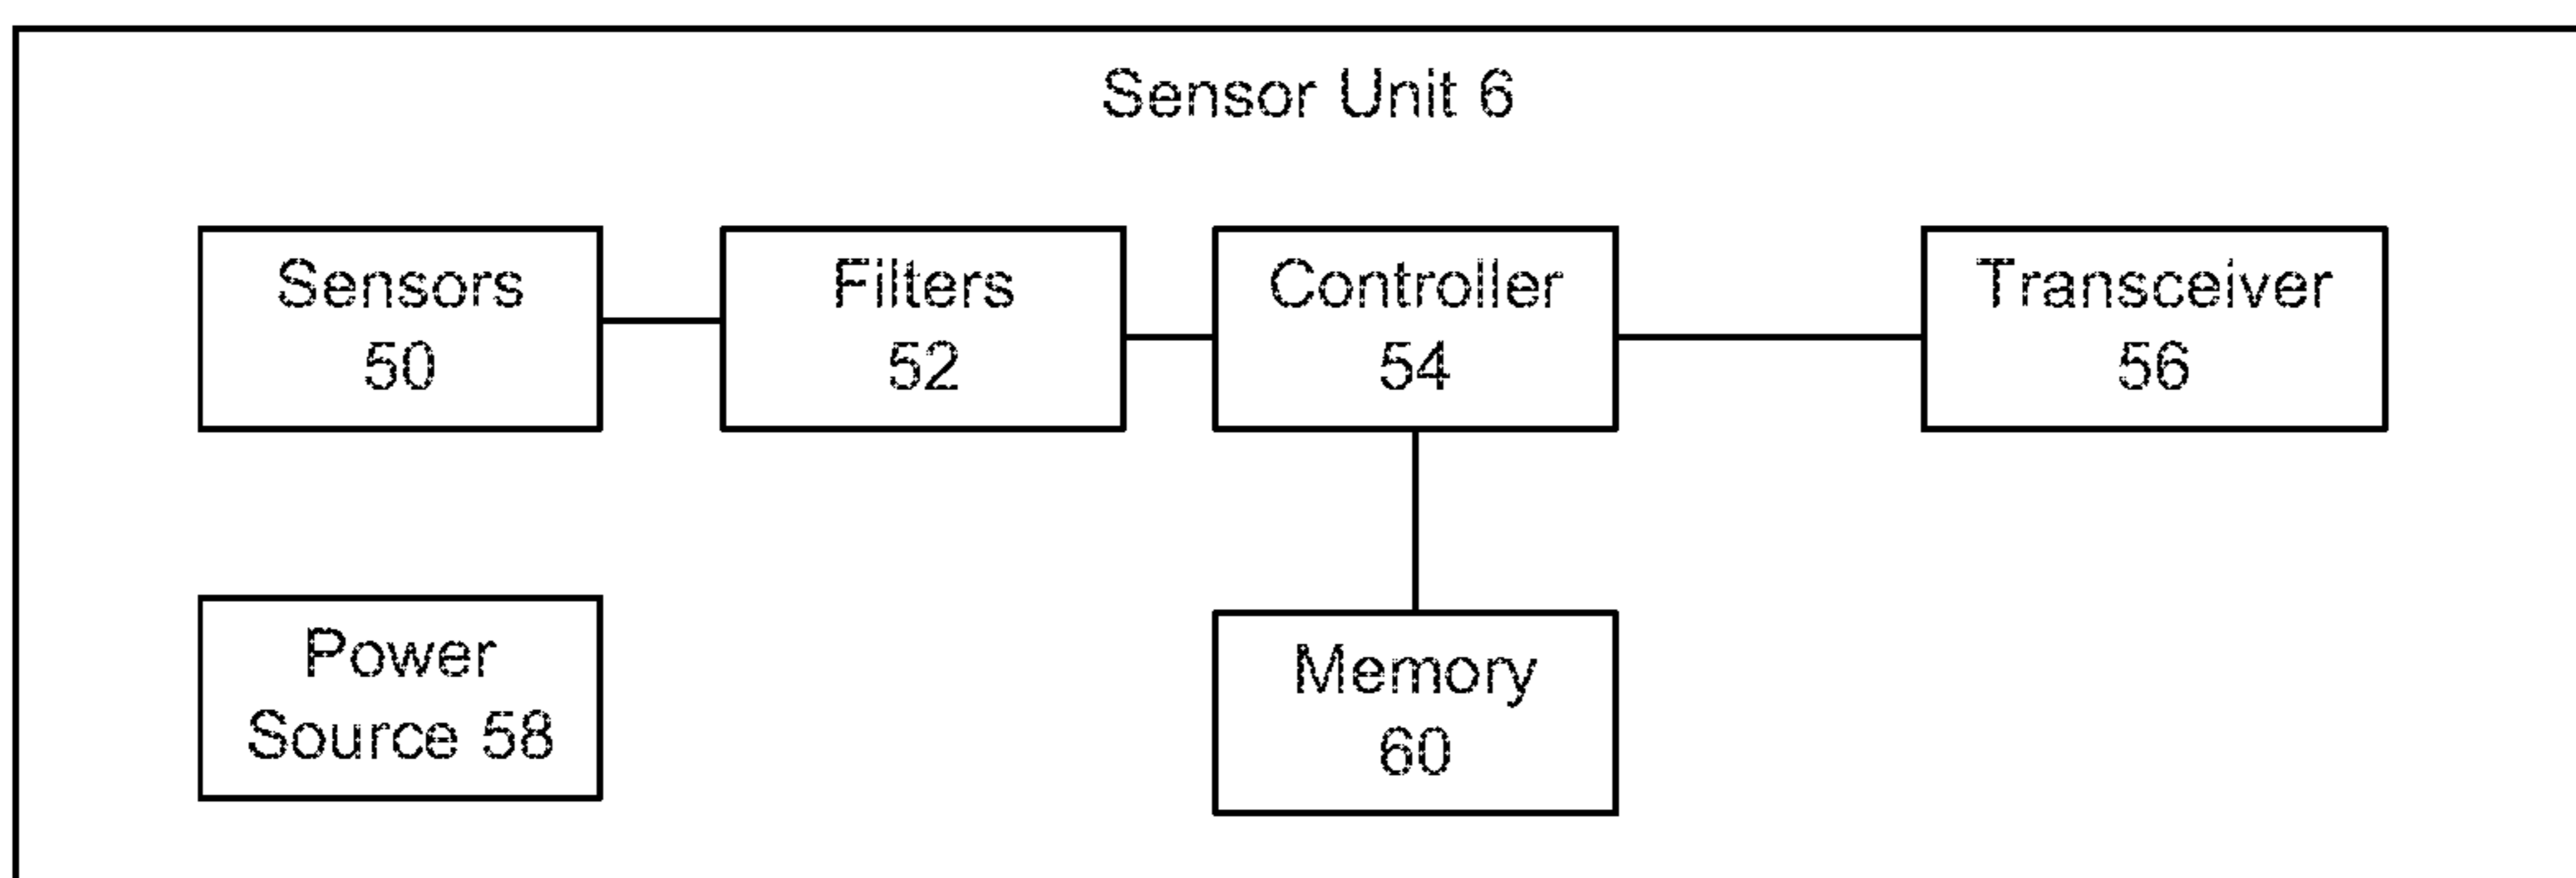 Sensor Unit 6
Sensors
50
Filters
52
Controller
54
Transceiver
56
Power
Source 58
Memory
60